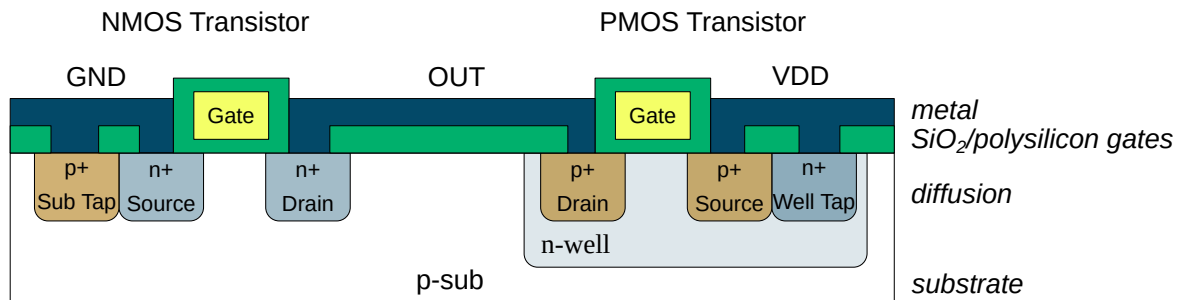 NMOS Transistor
PMOS Transistor
GND
OUT
VDD
Gate
Gate
metal
SiO₂/polysilicon gates
p+
n+
n+
p+
p+
n+
Sub Tap
Source
Drain
Drain
Source
Well Tap
diffusion
n-well
p-sub
substrate